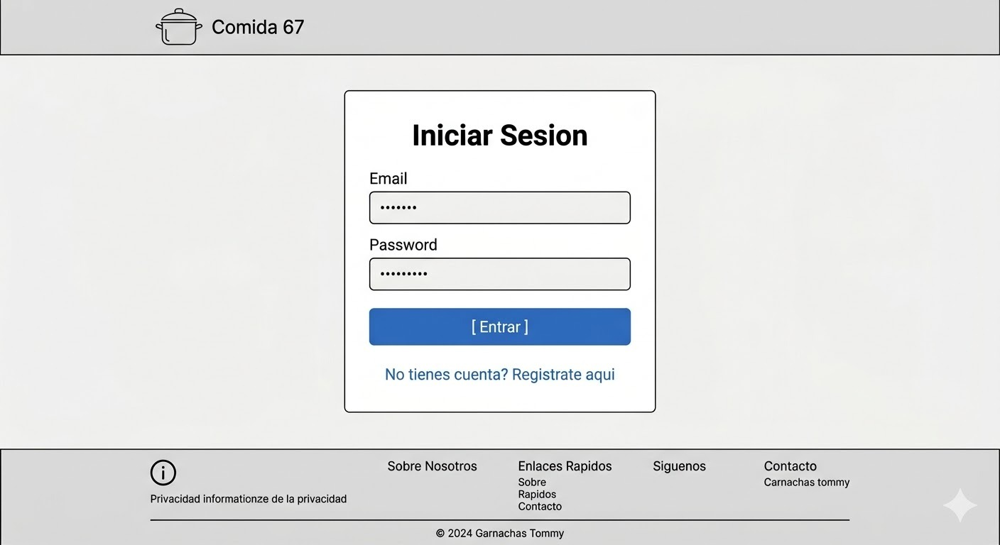 Comida 67
Iniciar Sesion
Email
•••••••
Password
•••••••••
[ Entrar ]
No tienes cuenta? Registrate aqui
Privacidad informationze de la privacidad
Sobre Nosotros
Enlaces Rapidos
Sobre
Rapidos
Contacto
Siguenos
Contacto
Carnachas tommy
© 2024 Garnachas Tommy